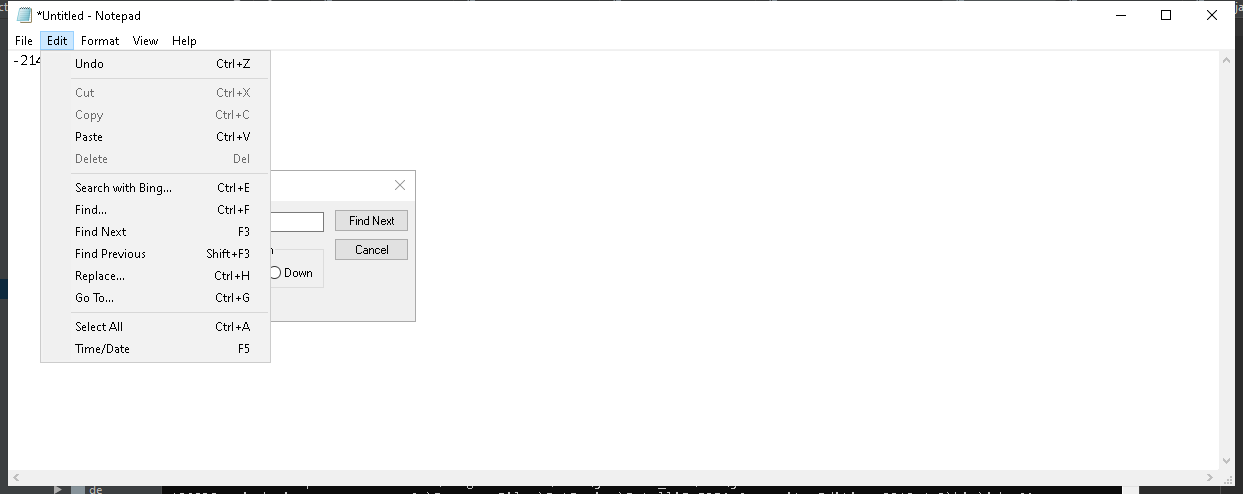 *Untitled - Notepad
File Edit Format View Help
-214
Undo Ctrl+Z
Cut Ctrl+X
Copy Ctrl+C
Paste Ctrl+V
Delete Del
Search with Bing... Ctrl+E
Find... Ctrl+F
Find Next F3
Find Previous Shift+F3
Replace... Ctrl+H
Go To... Ctrl+G
Select All Ctrl+A
Time/Date F5
Find Next
Cancel
Down
de